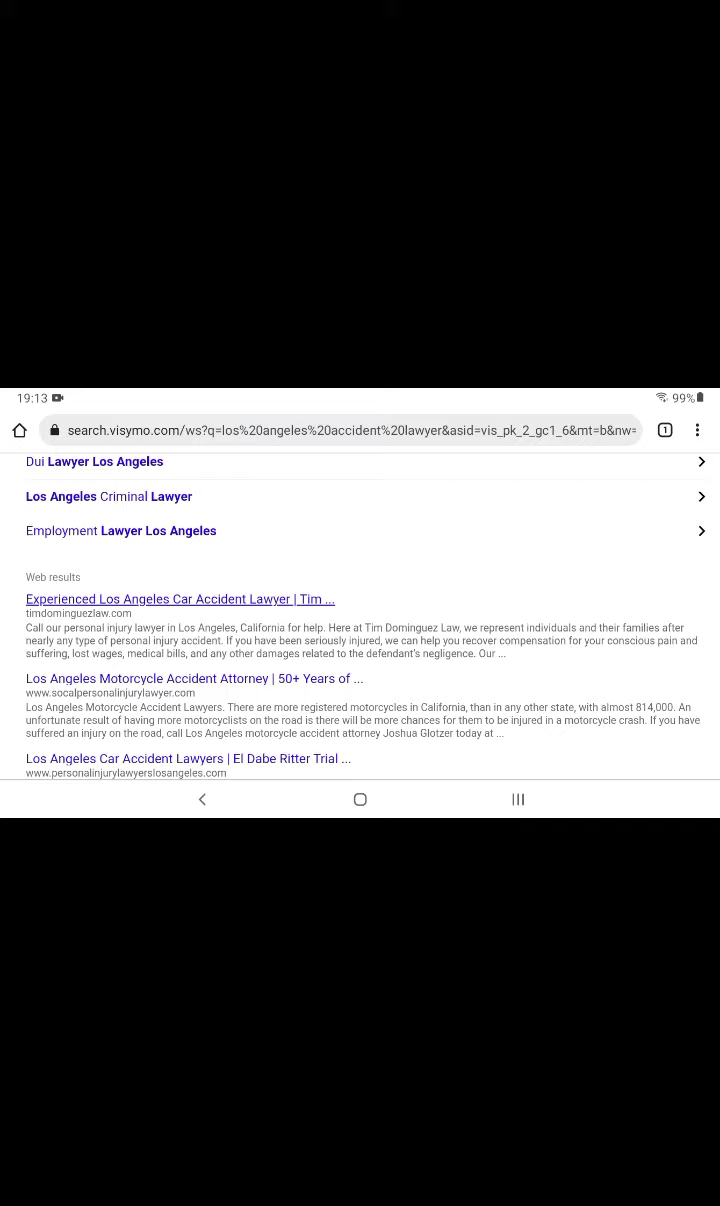 19:13
99%
search.visymo.com/ws?q=los%20angeles%20accident%20lawyer&asid=vis_pk_2_gc1_6&mt=b&nw=
1
Dui Lawyer Los Angeles
Los Angeles Criminal Lawyer
Employment Lawyer Los Angeles
Web results
Experienced Los Angeles Car Accident Lawyer | Tim ...
timdominguezlaw.com
Call our personal injury lawyer in Los Angeles, California for help. Here at Tim Dominguez Law, we represent individuals and their families after
nearly any type of personal injury accident. If you have been seriously injured, we can help you recover compensation for your conscious pain and
suffering, lost wages, medical bills, and any other damages related to the defendant's negligence. Our ...
Los Angeles Motorcycle Accident Attorney | 50+ Years of ...
www.socalpersonalinjurylawyer.com
Los Angeles Motorcycle Accident Lawyers. There are more registered motorcycles in California, than in any other state, with almost 814,000. An
unfortunate result of having more motorcyclists on the road is there will be more chances for them to be injured in a motorcycle crash. If you have
suffered an injury on the road, call Los Angeles motorcycle accident attorney Joshua Glotzer today at ...
Los Angeles Car Accident Lawyers | El Dabe Ritter Trial ...
www.personalinjurylawyerslosangeles.com